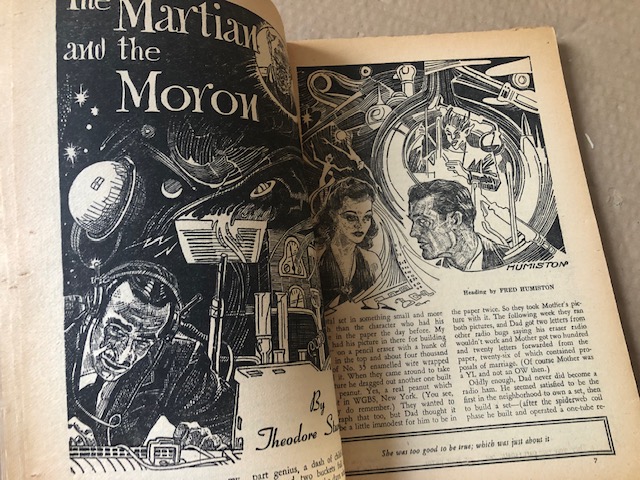 The Martian
and the
Moron
By
Theodore
part genius, a dash of
two buckets
HUMISTON
Heading by FRED HUMISTON
set in something small and more
than the character who had his
in the paper the day before. My
had his picture in there for building
on a pencil eraser with a hunk of
in the top and about four thousand
of No. 35 enamelled wire wrapped
it. When they came around to take
ture he dragged out another one built
peanut. Yes, a real peanut which
in WGBS, New York. (You see,
do remember.) They wanted to
raph that too, but Dad thought it
be a little immodest for him to be in
the paper twice. So they took Mother's pic-
ture with it. The following week they ran
both pictures, and Dad got two letters from
other radio bugs saying his eraser radio
wouldn't work and Mother got two hundred
and twenty letters forwarded from the
paper, twenty-six of which contained pro-
posals of marriage. (Of course Mother was
a YL and not an OW then.)
Oddly enough, Dad never did become a
radio ham. He seemed satisfied to be the
first in the neighborhood to own a set, then
to build a set—(after the spiderweb coil
phase he built and operated a one-tube re-
She was too good to be true; which was just about it
7